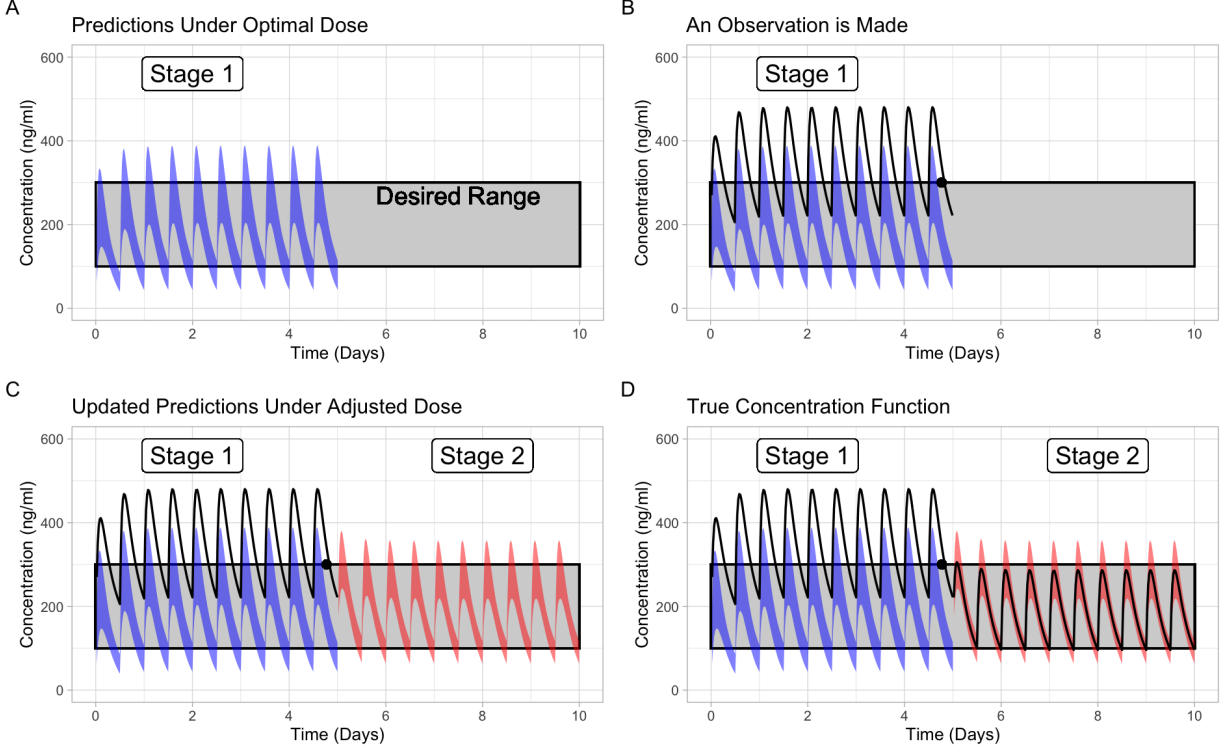 A
Predictions Under Optimal Dose
Stage 1
Desired Range
Concentration (ng/ml)
600
400
200
0
0 2 4 6 8 10
Time (Days)
B
An Observation is Made
Stage 1
Concentration (ng/ml)
600
400
200
0
0 2 4 6 8 10
Time (Days)
C
Updated Predictions Under Adjusted Dose
Stage 1 Stage 2
Concentration (ng/ml)
600
400
200
0
0 2 4 6 8 10
Time (Days)
D
True Concentration Function
Stage 1 Stage 2
Concentration (ng/ml)
600
400
200
0
0 2 4 6 8 10
Time (Days)